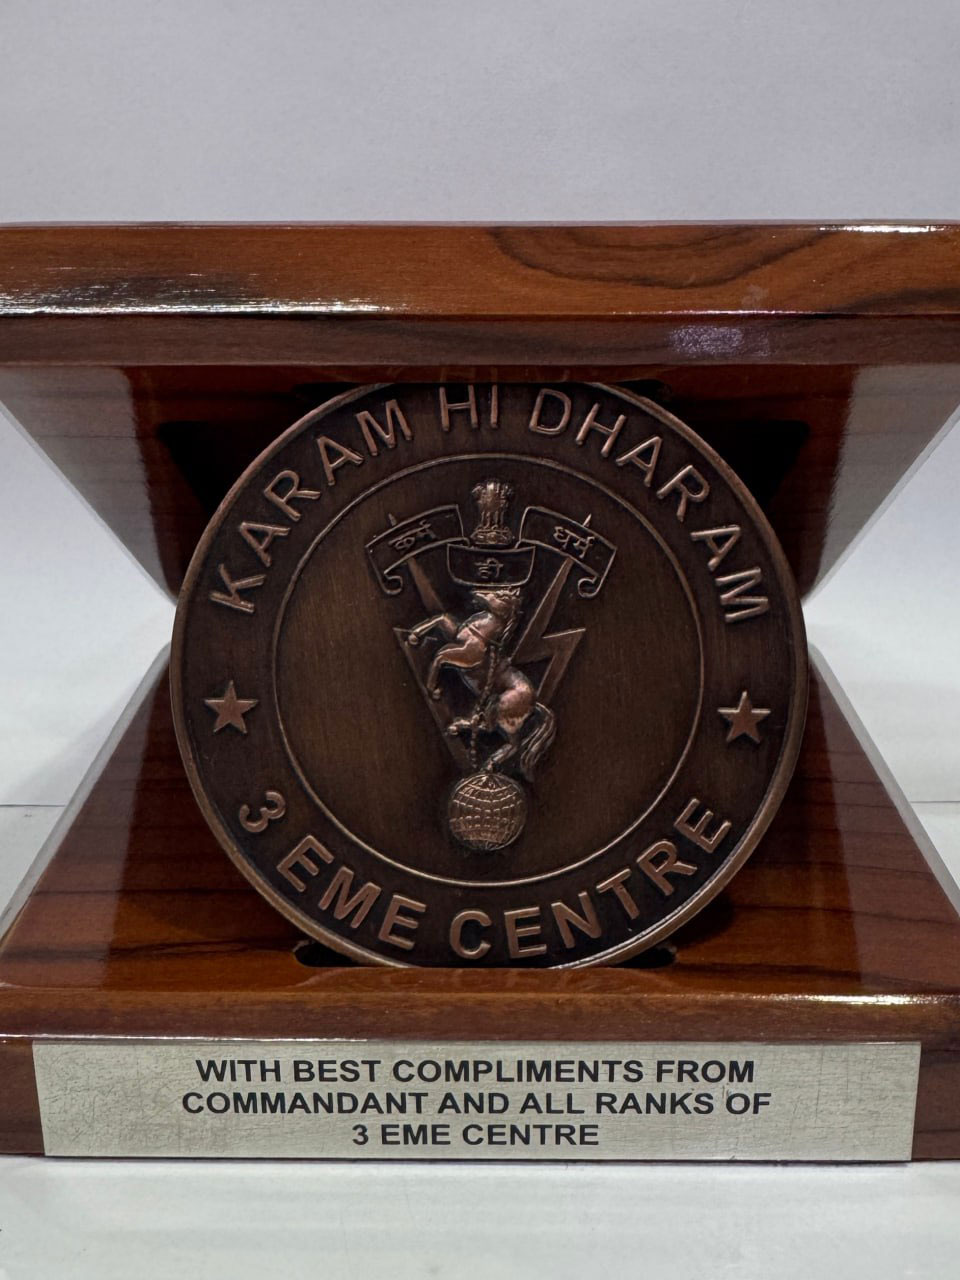 KARAM HI DHARAM
कर्म
ही
धर्म
3 EME CENTRE
WITH BEST COMPLIMENTS FROM
COMMANDANT AND ALL RANKS OF
3 EME CENTRE